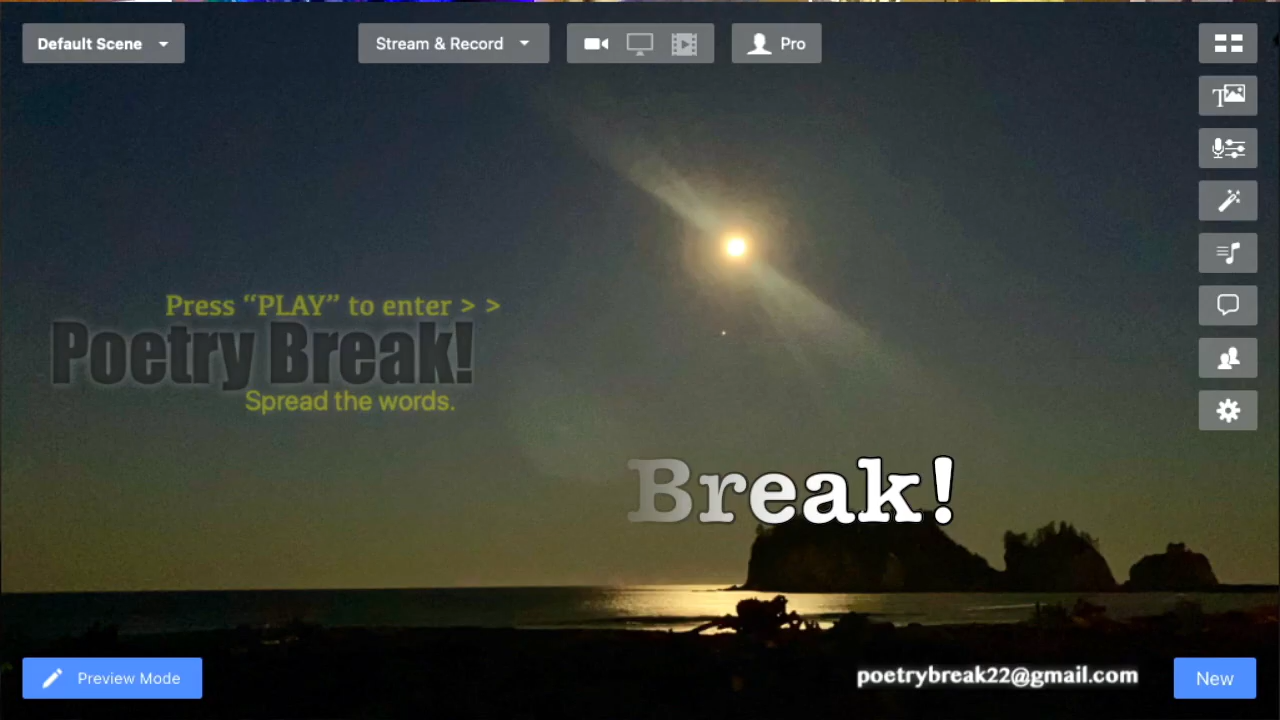 Default Scene
Stream & Record
Pro
Press “PLAY” to enter > >
Poetry Break!
Spread the words.
Break!
Preview Mode
poetrybreak22@gmail.com
New